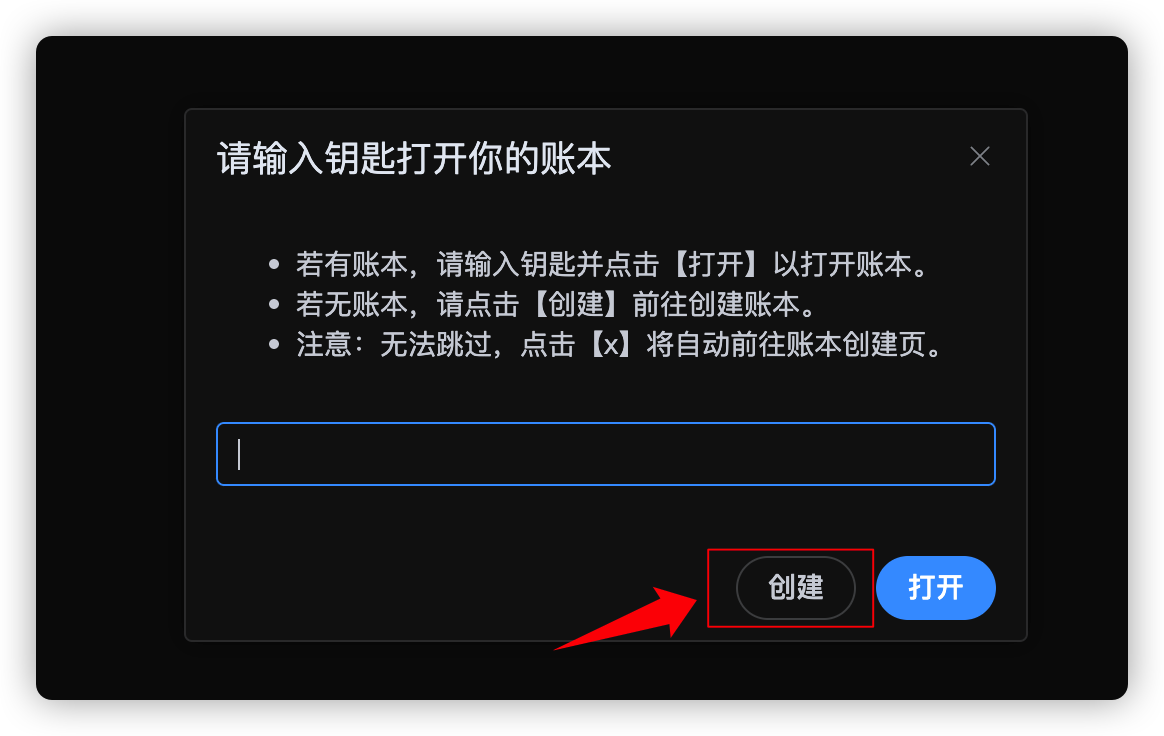 请输入钥匙打开你的账本
若有账本，请输入钥匙并点击【打开】以打开账本。
若无账本，请点击【创建】前往创建账本。
注意：无法跳过，点击【x】将自动前往账本创建页。
创建
打开